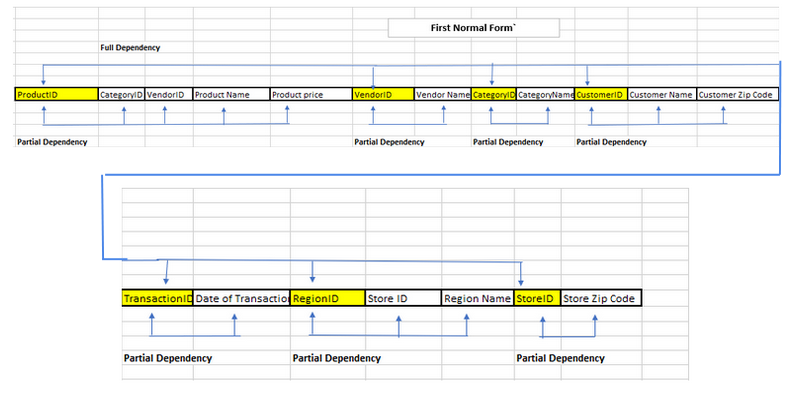 First Normal Form`
Full Dependency
ProductID CategoryID VendorID Product Name Product price VendorID Vendor Name CategoryID CategoryName CustomerID Customer Name Customer Zip Code
Partial Dependency Partial Dependency Partial Dependency Partial Dependency
TransactionID Date of Transactio RegionID Store ID Region Name StoreID Store Zip Code
Partial Dependency Partial Dependency Partial Dependency